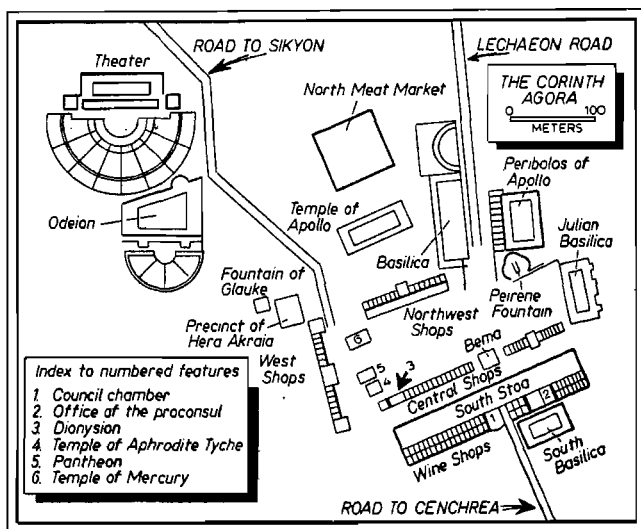 ROAD TO SIKYON
LECHAEON ROAD
Theater
North Meat Market
THE CORINTH
AGORA
0 100
METERS
Peribolos of
Apollo
Odeion
Temple of
Apollo
Basilica
Julian
Basilica
Fountain of
Glauke
Precinct of
Hera Akraia
Northwest
Shops
Peirene
Fountain
West
Shops
6
5
4
3
Bema
Central Shops
South Stoa
1
2
Wine Shops
South
Basilica
Index to numbered features
1. Council chamber
2. Office of the proconsul
3. Dionysion
4. Temple of Aphrodite Tyche
5. Pantheon
6. Temple of Mercury
ROAD TO CENCHREA